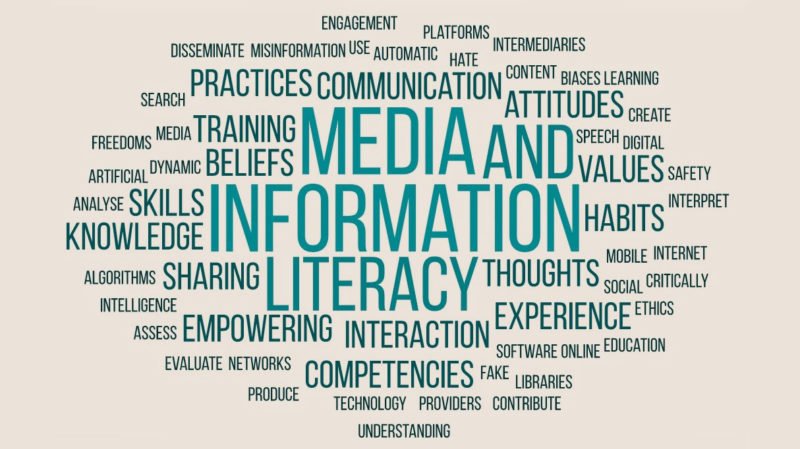 ENGAGEMENT
PLATFORMS
DISSEMINATE MISINFORMATION USE AUTOMATIC HATE INTERMEDIARIES
PRACTICES COMMUNICATION CONTENT BIASES LEARNING
SEARCH ATTITUDES CREATE
FREEDOMS MEDIA TRAINING MEDIA AND SPEECH DIGITAL
ARTIFICIAL DYNAMIC BELIEFS VALUES SAFETY
ANALYSE SKILLS INFORMATION HABITS INTERPRET
KNOWLEDGE
MOBILE INTERNET
ALGORITHMS SHARING LITERACY THOUGHTS SOCIAL CRITICALLY
INTELLIGENCE EXPERIENCE ETHICS
ASSESS EMPOWERING INTERACTION
SOFTWARE ONLINE EDUCATION
EVALUATE NETWORKS COMPETENCIES FAKE LIBRARIES
PRODUCE
TECHNOLOGY PROVIDERS CONTRIBUTE
UNDERSTANDING